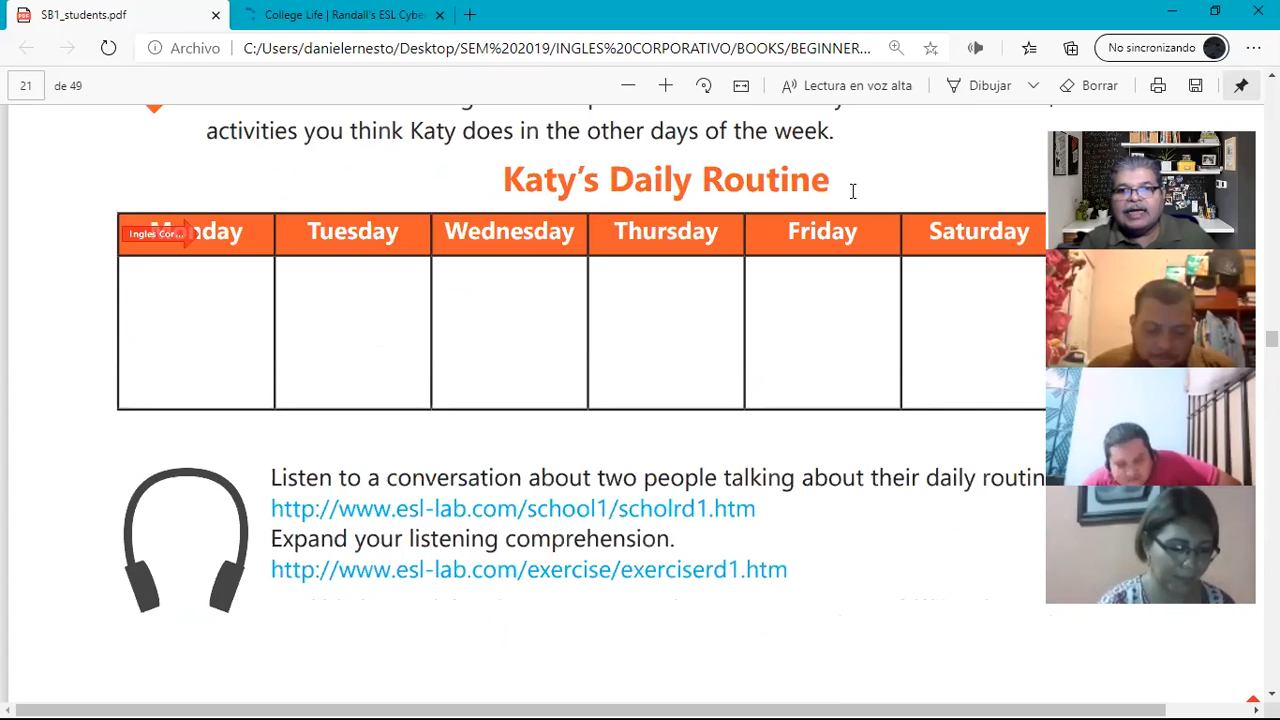 SB1_students.pdf
College Life | Randall's ESL Cybe
No sincronizando
Archivo
C:/Users/danielernesto/Desktop/SEM%202019/INGLES%20CORPORATIVO/BOOKS/BEGINNER...
21 de 49
Lectura en voz alta
Dibujar
Borrar
activities you think Katy does in the other days of the week.
Katy's Daily Routine
Ingles Cor...
nday Tuesday Wednesday Thursday Friday Saturday
Listen to a conversation about two people talking about their daily routin
http://www.esl-lab.com/school1/scholrd1.htm
Expand your listening comprehension.
http://www.esl-lab.com/exercise/exerciserd1.htm